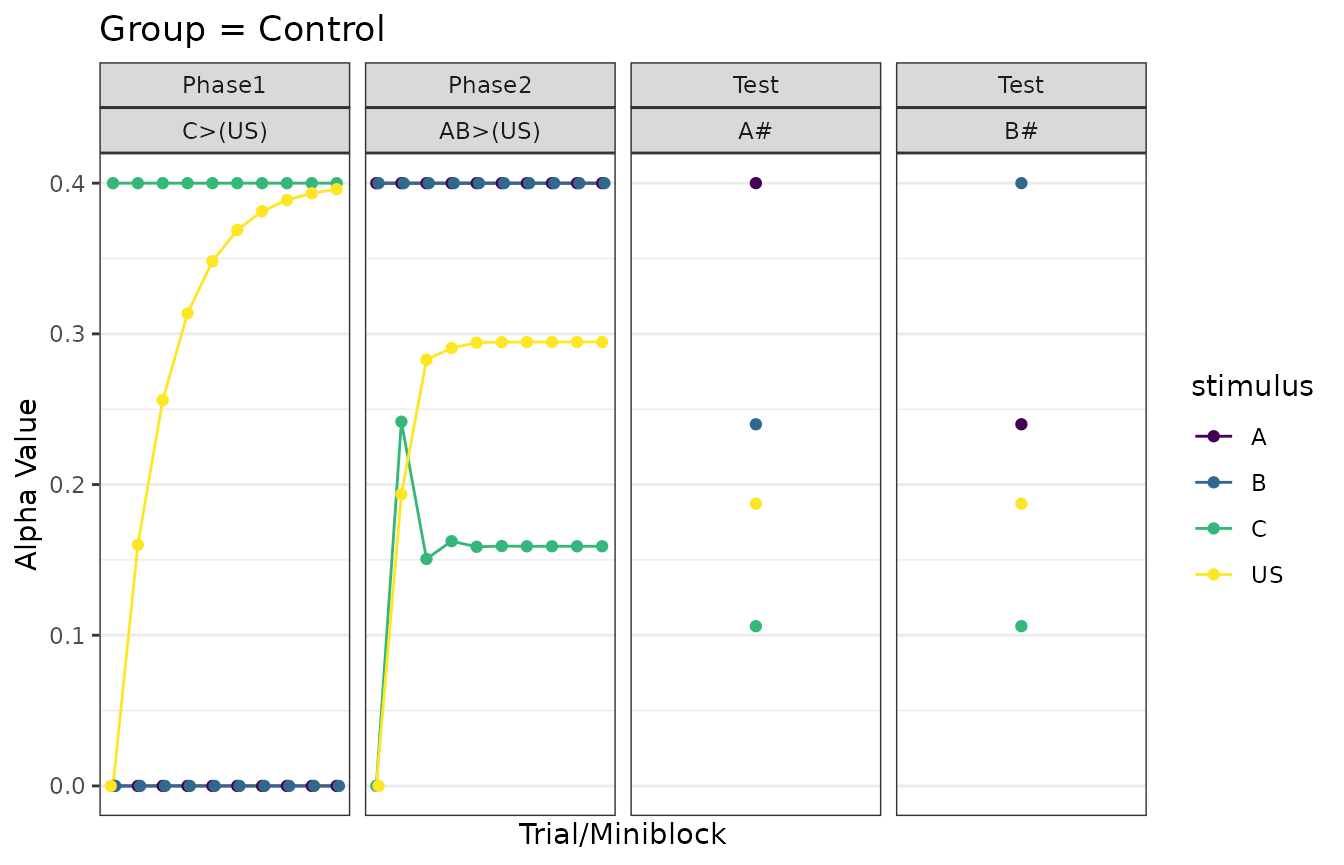 Group = Control
Phase1 Phase2 Test Test
C>(US) AB>(US) A# B#
Alpha Value
0.4
0.3
0.2
0.1
0.0
Trial/Miniblock
stimulus
A
B
C
US